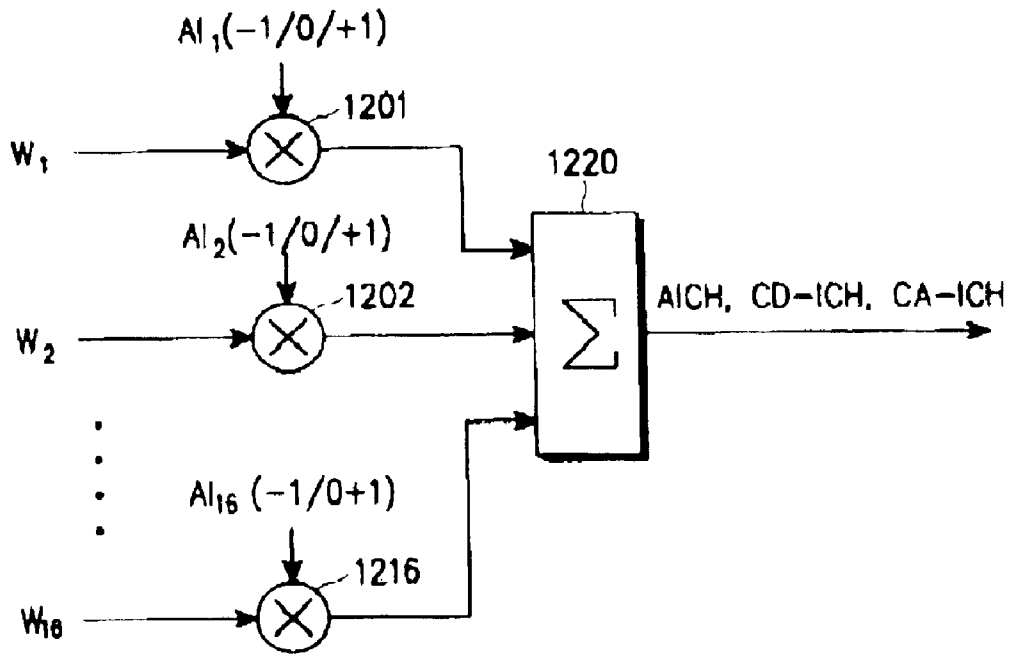 AI₁(-1/0/+1)
1201
W₁
1220
AI₂(-1/0/+1)
1202
AICH, CD-ICH, CA-ICH
W₂
Σ
AI₁₆ (-1/0+1)
1216
W₁₆